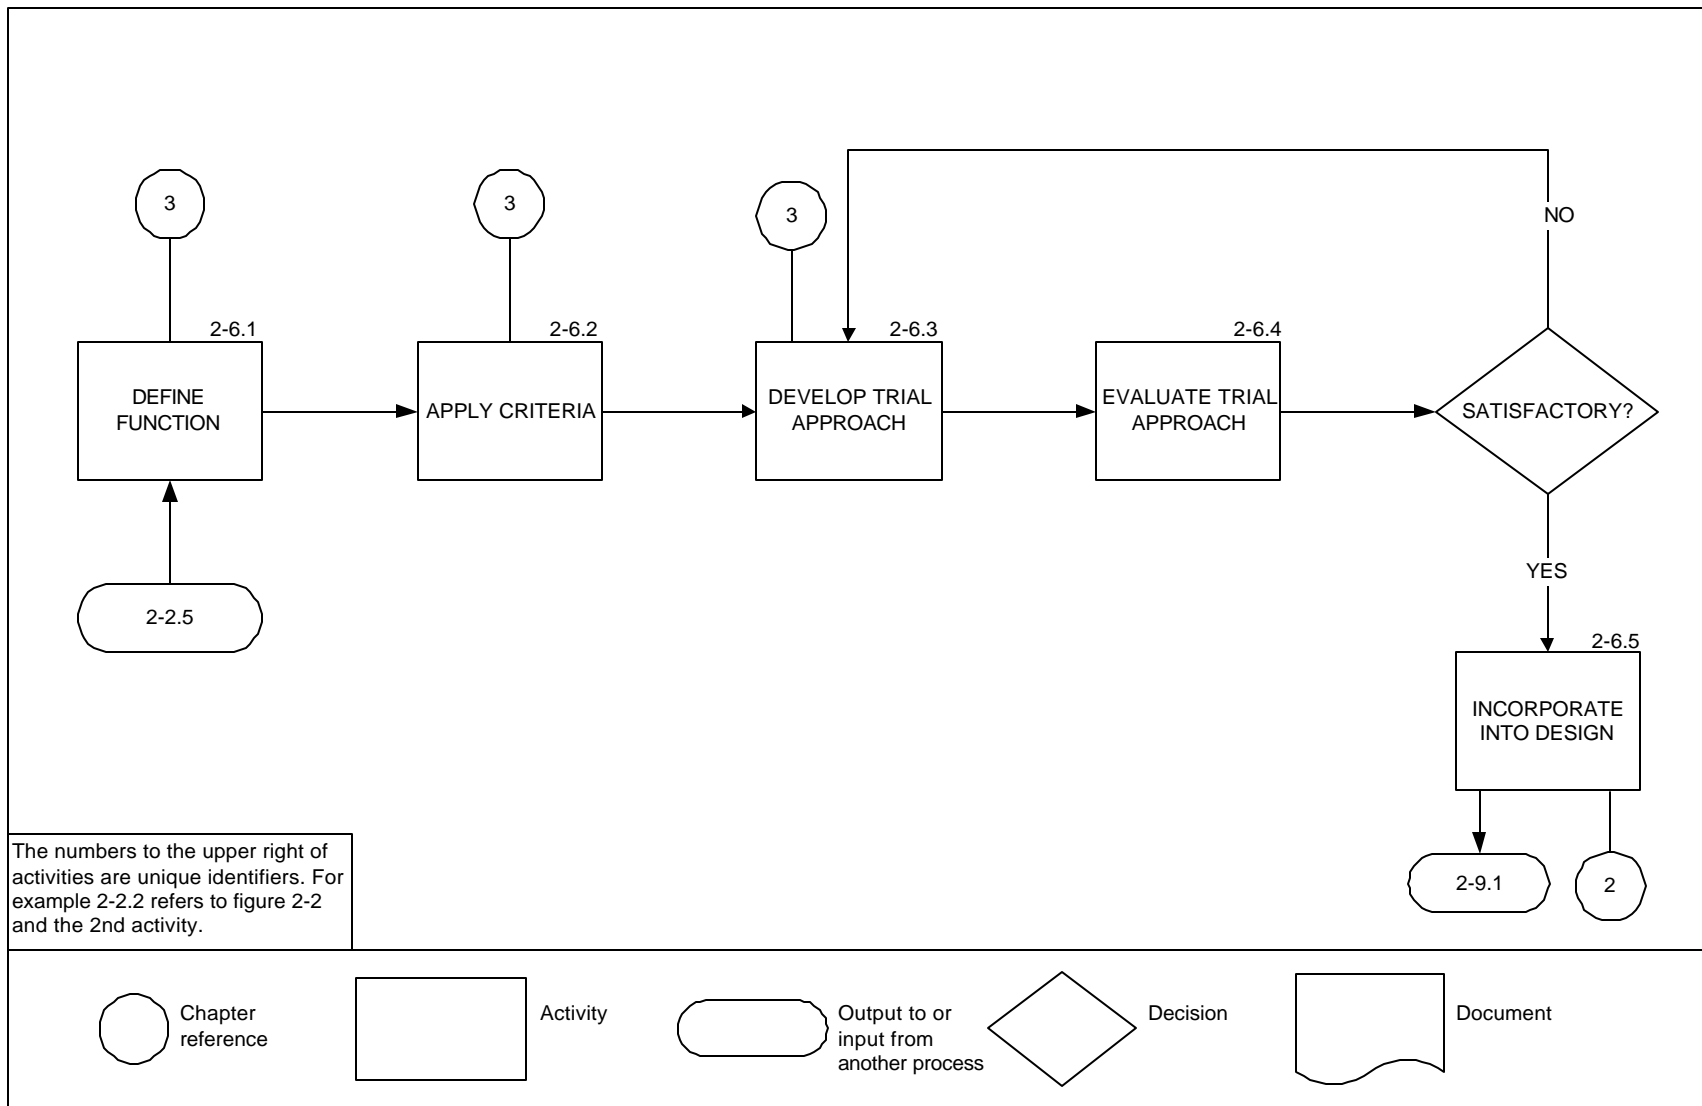 3
3
3
NO
2-6.1
2-6.2
2-6.3
2-6.4
DEFINE
FUNCTION
APPLY CRITERIA
DEVELOP TRIAL
APPROACH
EVALUATE TRIAL
APPROACH
SATISFACTORY?
2-2.5
YES
2-6.5
INCORPORATE
INTO DESIGN
2-9.1
2
The numbers to the upper right of
activities are unique identifiers. For
example 2-2.2 refers to figure 2-2
and the 2nd activity.
Chapter
reference
Activity
Output to or
input from
another process
Decision
Document